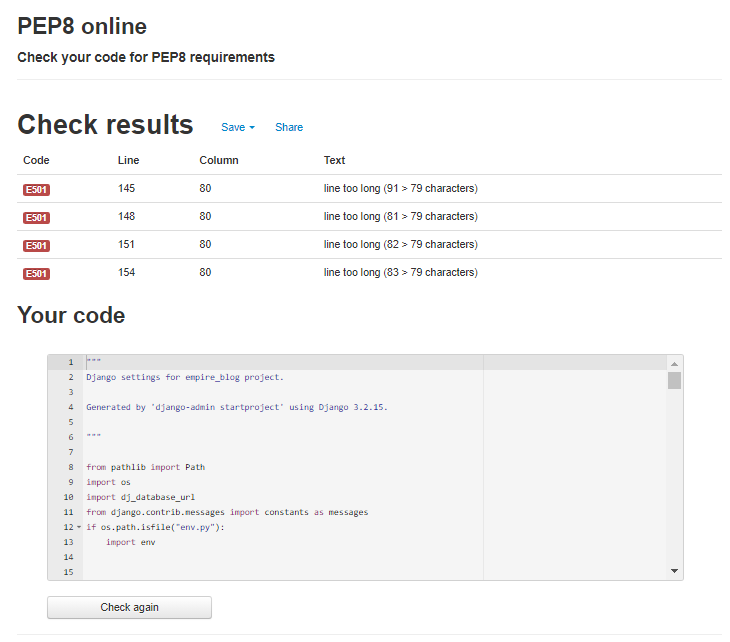 PEP8 online
Check your code for PEP8 requirements
Check results Save Share
Code Line Column Text
E501 145 80 line too long (91 > 79 characters)
E501 148 80 line too long (81 > 79 characters)
E501 151 80 line too long (82 > 79 characters)
E501 154 80 line too long (83 > 79 characters)
Your code
1 """
2 Django settings for empire_blog project.
3
4 Generated by 'django-admin startproject' using Django 3.2.15.
5
6 """
7
8 from pathlib import Path
9 import os
10 import dj_database_url
11 from django.contrib.messages import constants as messages
12 if os.path.isfile("env.py"):
13     import env
14
15
Check again